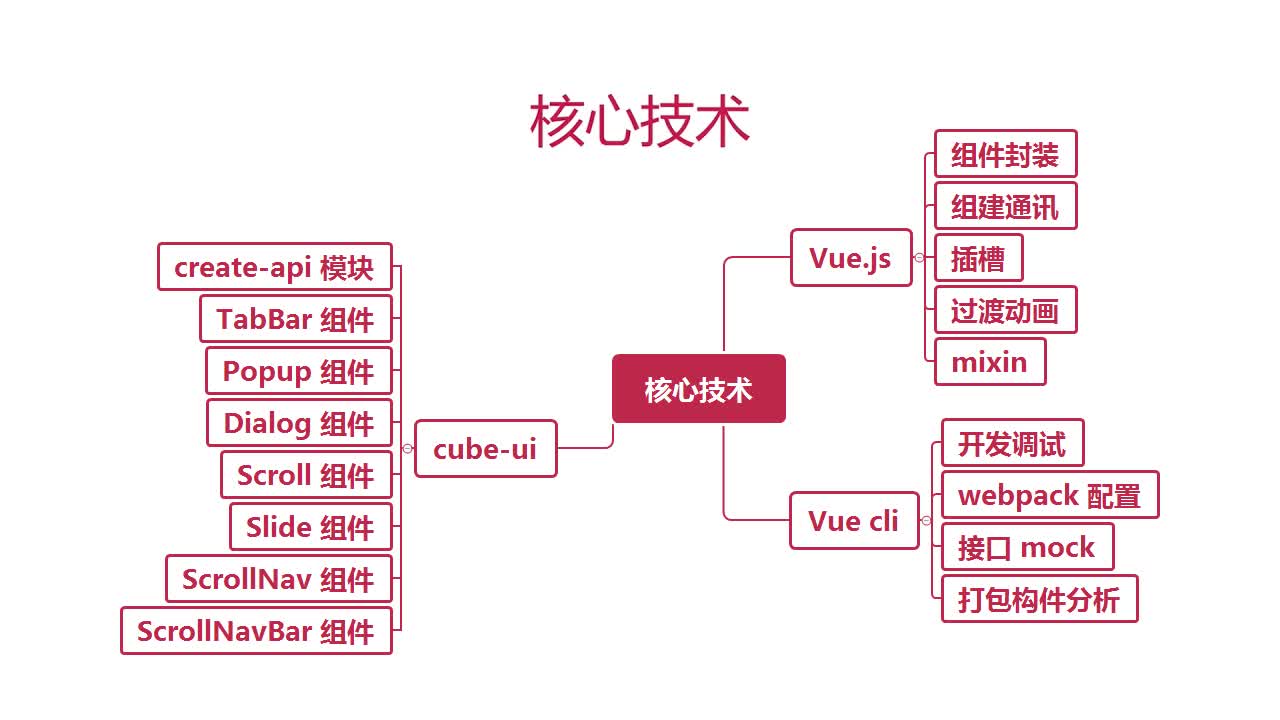 核心技术
核心技术
Vue.js
组件封装
组建通讯
插槽
过渡动画
mixin
Vue cli
开发调试
webpack 配置
接口 mock
打包构件分析
cube-ui
create-api 模块
TabBar 组件
Popup 组件
Dialog 组件
Scroll 组件
Slide 组件
ScrollNav 组件
ScrollNavBar 组件